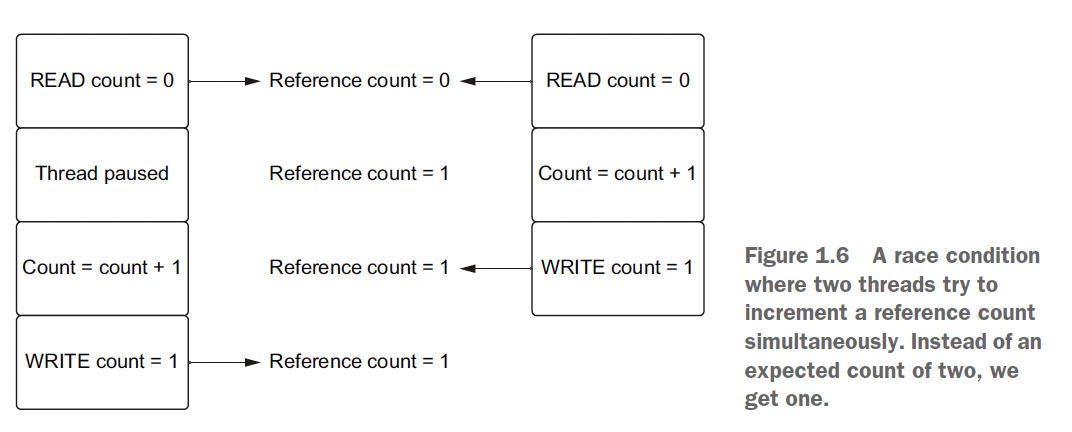 READ count = 0
Reference count = 0
READ count = 0
Thread paused
Reference count = 1
Count = count + 1
Count = count + 1
Reference count = 1
WRITE count = 1
WRITE count = 1
Reference count = 1
Figure 1.6 A race condition
where two threads try to
increment a reference count
simultaneously. Instead of an
expected count of two, we
get one.